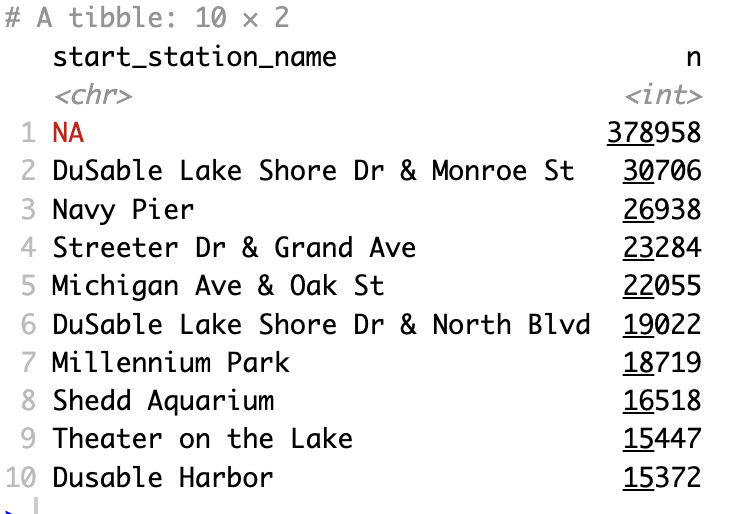 # A tibble: 10 × 2
start_station_name n
<chr> <int>
1 NA 378958
2 DuSable Lake Shore Dr & Monroe St 30706
3 Navy Pier 26938
4 Streeter Dr & Grand Ave 23284
5 Michigan Ave & Oak St 22055
6 DuSable Lake Shore Dr & North Blvd 19022
7 Millennium Park 18719
8 Shedd Aquarium 16518
9 Theater on the Lake 15447
10 Dusable Harbor 15372
>